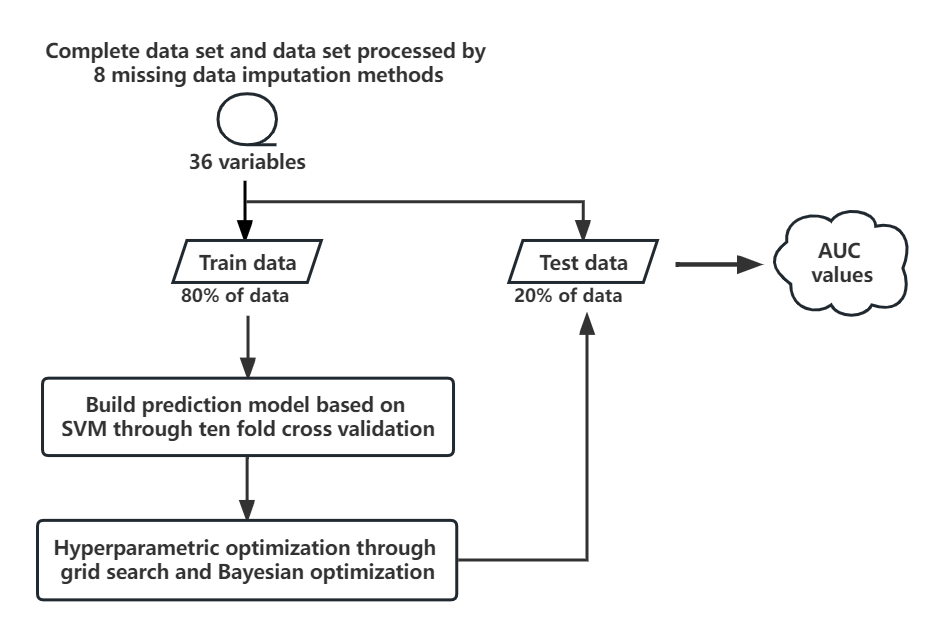 Complete data set and data set processed by
8 missing data imputation methods
36 variables
Train data
80% of data
Test data
20% of data
AUC
values
Build prediction model based on
SVM through ten fold cross validation
Hyperparametric optimization through
grid search and Bayesian optimization